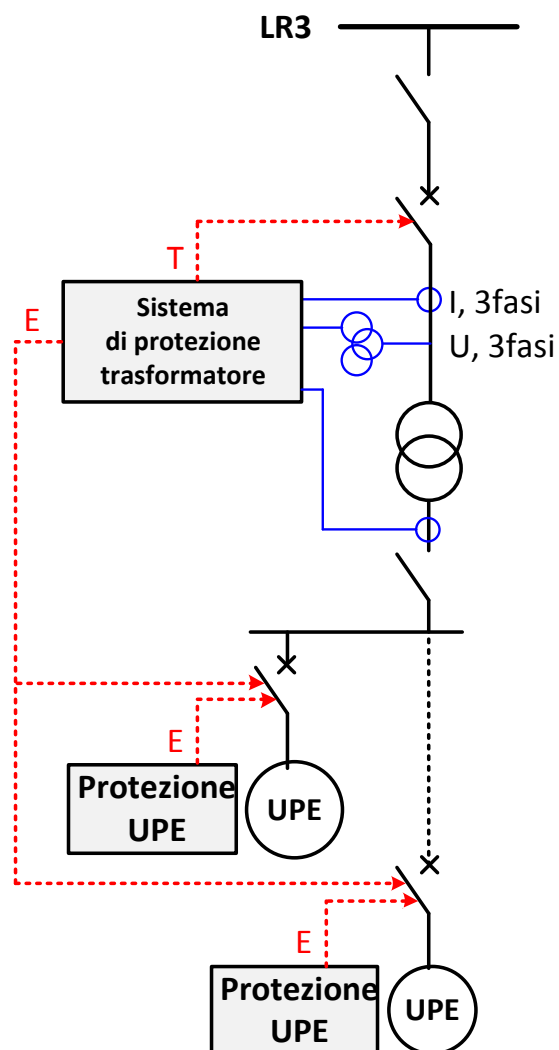 LR3
T
E
Sistema
di protezione
trasformatore
I, 3fasi
U, 3fasi
E
Protezione
UPE
UPE
E
Protezione
UPE
UPE